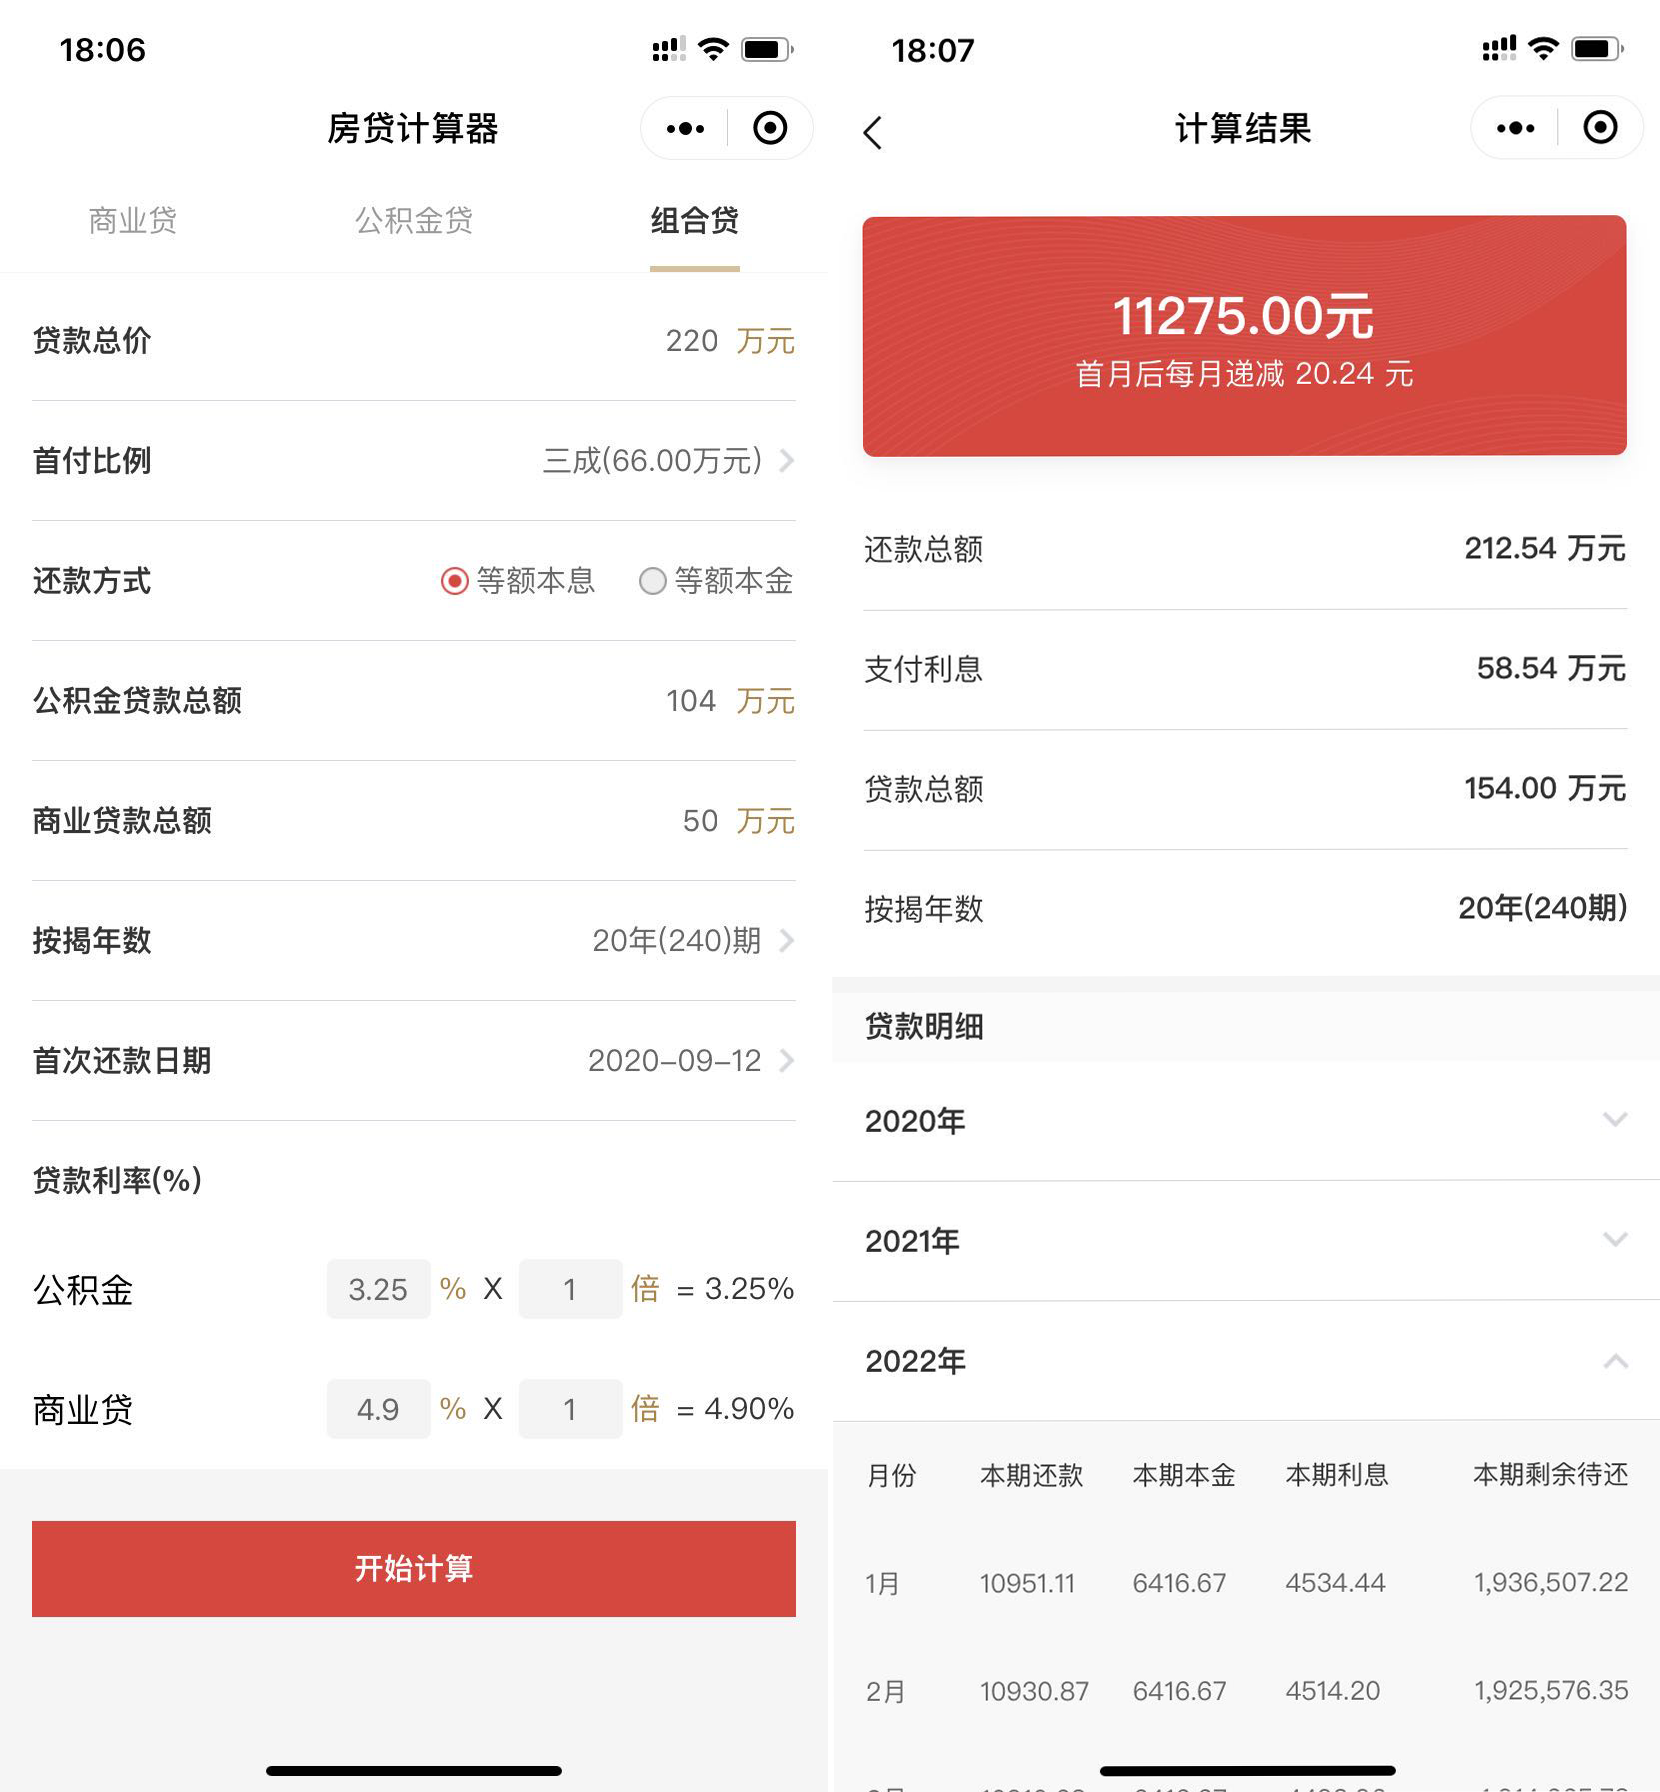 18:06
房贷计算器
商业贷 公积金贷 组合贷
贷款总价 220 万元
首付比例 三成(66.00万元)
还款方式 等额本息 等额本金
公积金贷款总额 104 万元
商业贷款总额 50 万元
按揭年数 20年(240)期
首次还款日期 2020-09-12
贷款利率(%)
公积金 3.25 % X 1 倍 = 3.25%
商业贷 4.9 % X 1 倍 = 4.90%
开始计算
18:07
计算结果
11275.00元
首月后每月递减 20.24 元
还款总额 212.54 万元
支付利息 58.54 万元
贷款总额 154.00 万元
按揭年数 20年(240期)
贷款明细
2020年
2021年
2022年
月份 本期还款 本期本金 本期利息 本期剩余待还
1月 10951.11 6416.67 4534.44 1,936,507.22
2月 10930.87 6416.67 4514.20 1,925,576.35